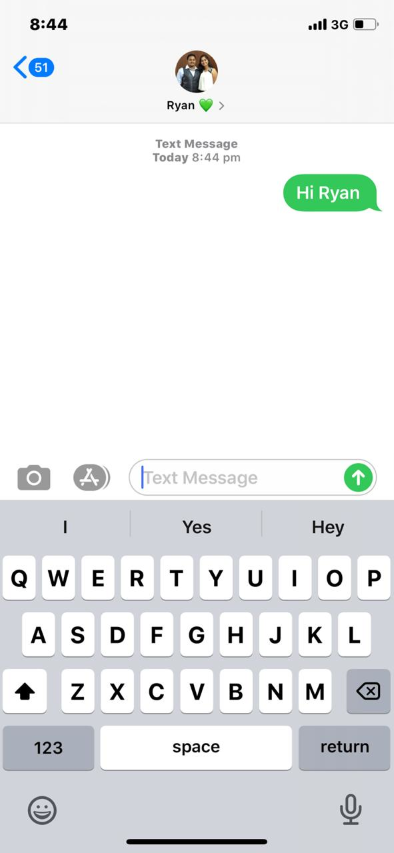 8:44
3G
51
Ryan 💚 >
Text Message
Today 8:44 pm
Hi Ryan
Text Message
I Yes Hey
Q W E R T Y U I O P
A S D F G H J K L
Z X C V B N M
123 space return